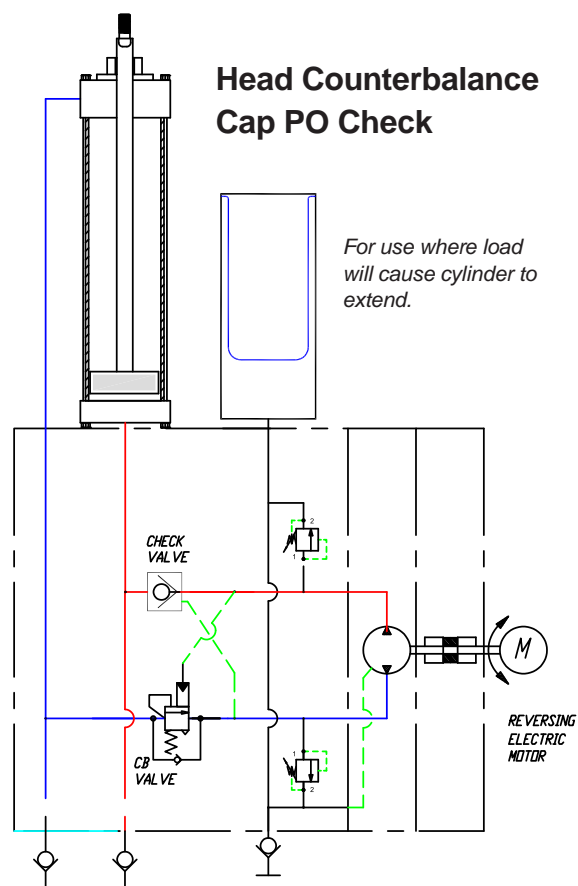 Head Counterbalance
Cap PO Check
For use where load
will cause cylinder to
extend.
2
1
CHECK
VALVE
M
REVERSING
ELECTRIC
MOTOR
1
2
CB
VALVE